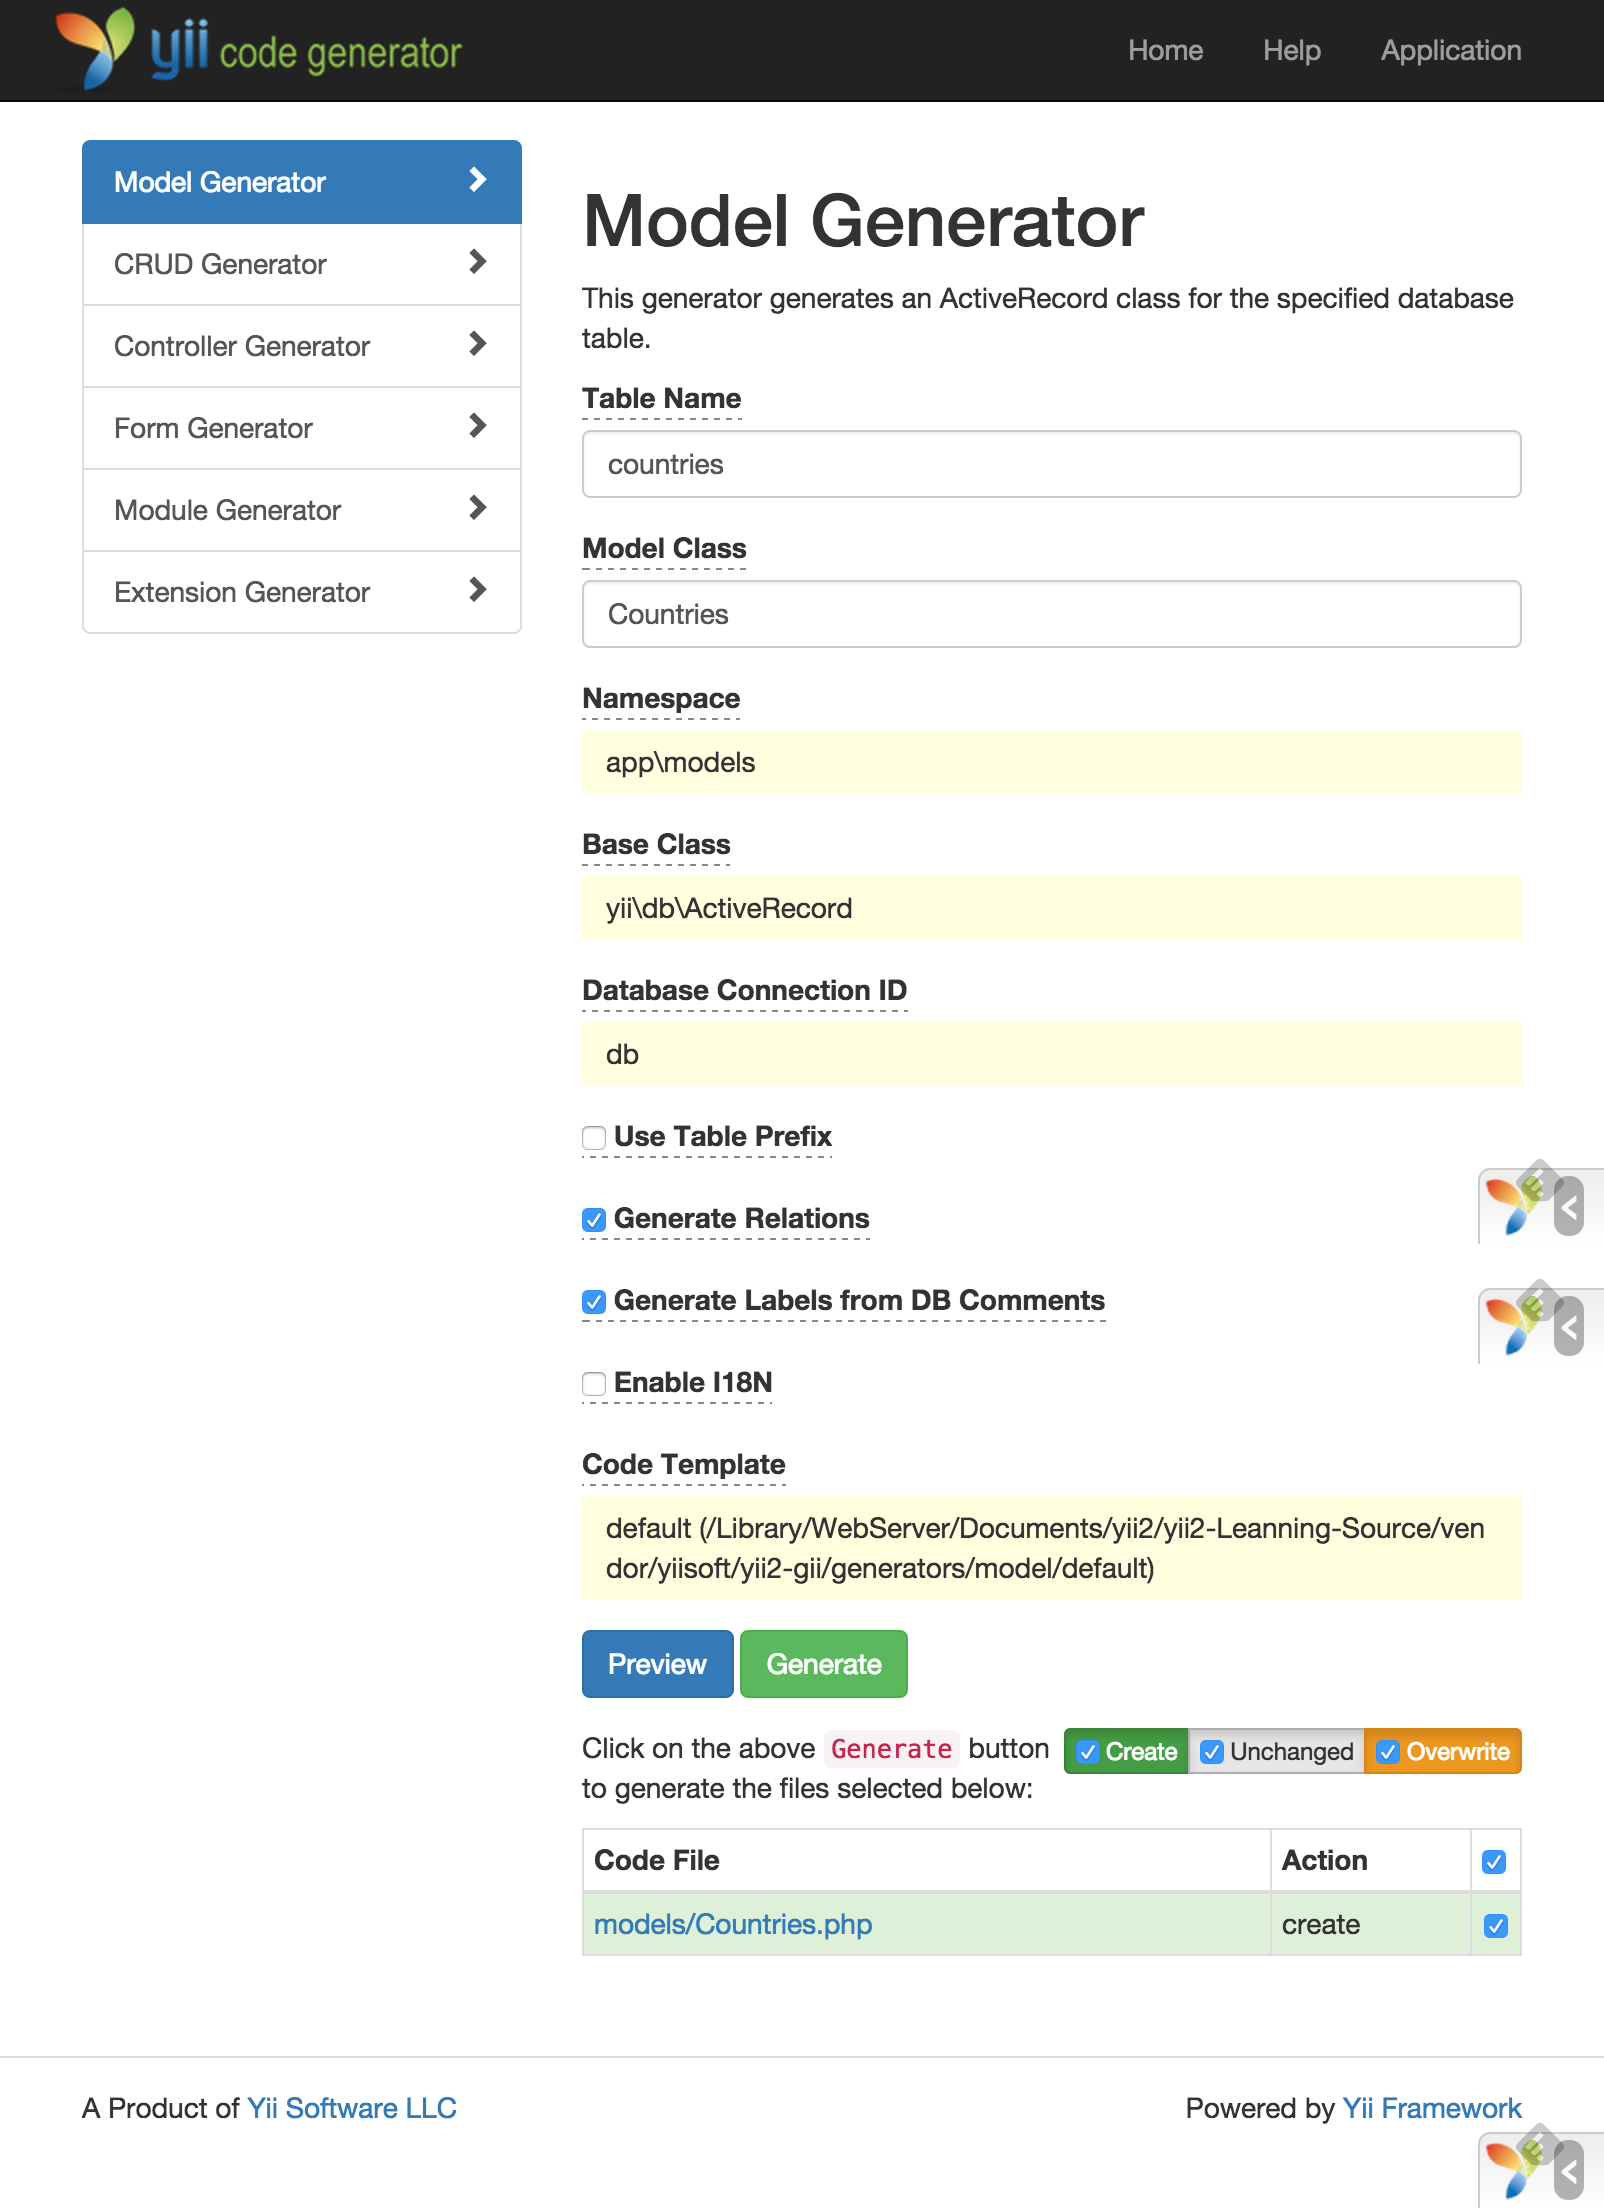 yii code generator
Home Help Application
Model Generator
CRUD Generator
Controller Generator
Form Generator
Module Generator
Extension Generator
Model Generator
This generator generates an ActiveRecord class for the specified database
table.
Table Name
countries
Model Class
Countries
Namespace
app\models
Base Class
yii\db\ActiveRecord
Database Connection ID
db
Use Table Prefix
Generate Relations
Generate Labels from DB Comments
Enable I18N
Code Template
default (/Library/WebServer/Documents/yii2/yii2-Leanning-Source/ven
dor/yiisoft/yii2-gii/generators/model/default)
Preview Generate
Click on the above Generate button
to generate the files selected below:
Create Unchanged Overwrite
Code File Action
models/Countries.php create
A Product of Yii Software LLC
Powered by Yii Framework